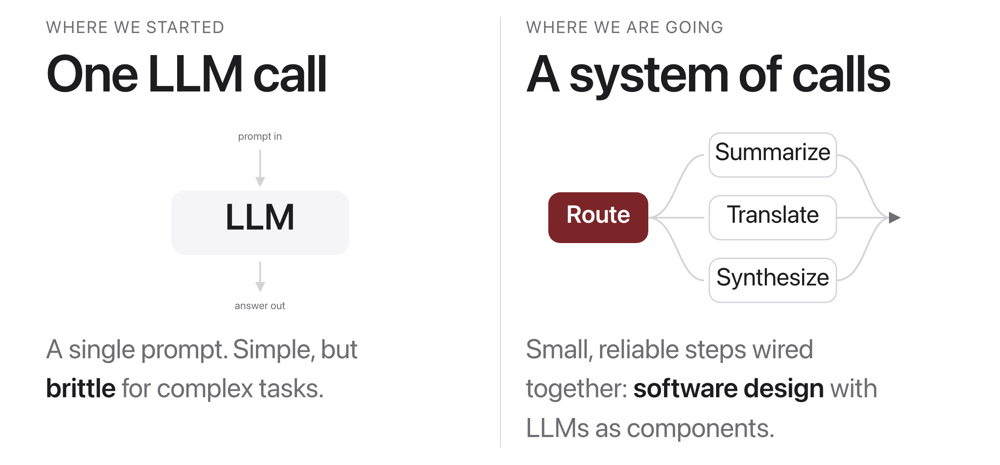 WHERE WE STARTED
One LLM call
prompt in
LLM
answer out
A single prompt. Simple, but
brittle for complex tasks.
WHERE WE ARE GOING
A system of calls
Route
Summarize
Translate
Synthesize
Small, reliable steps wired
together: software design with
LLMs as components.